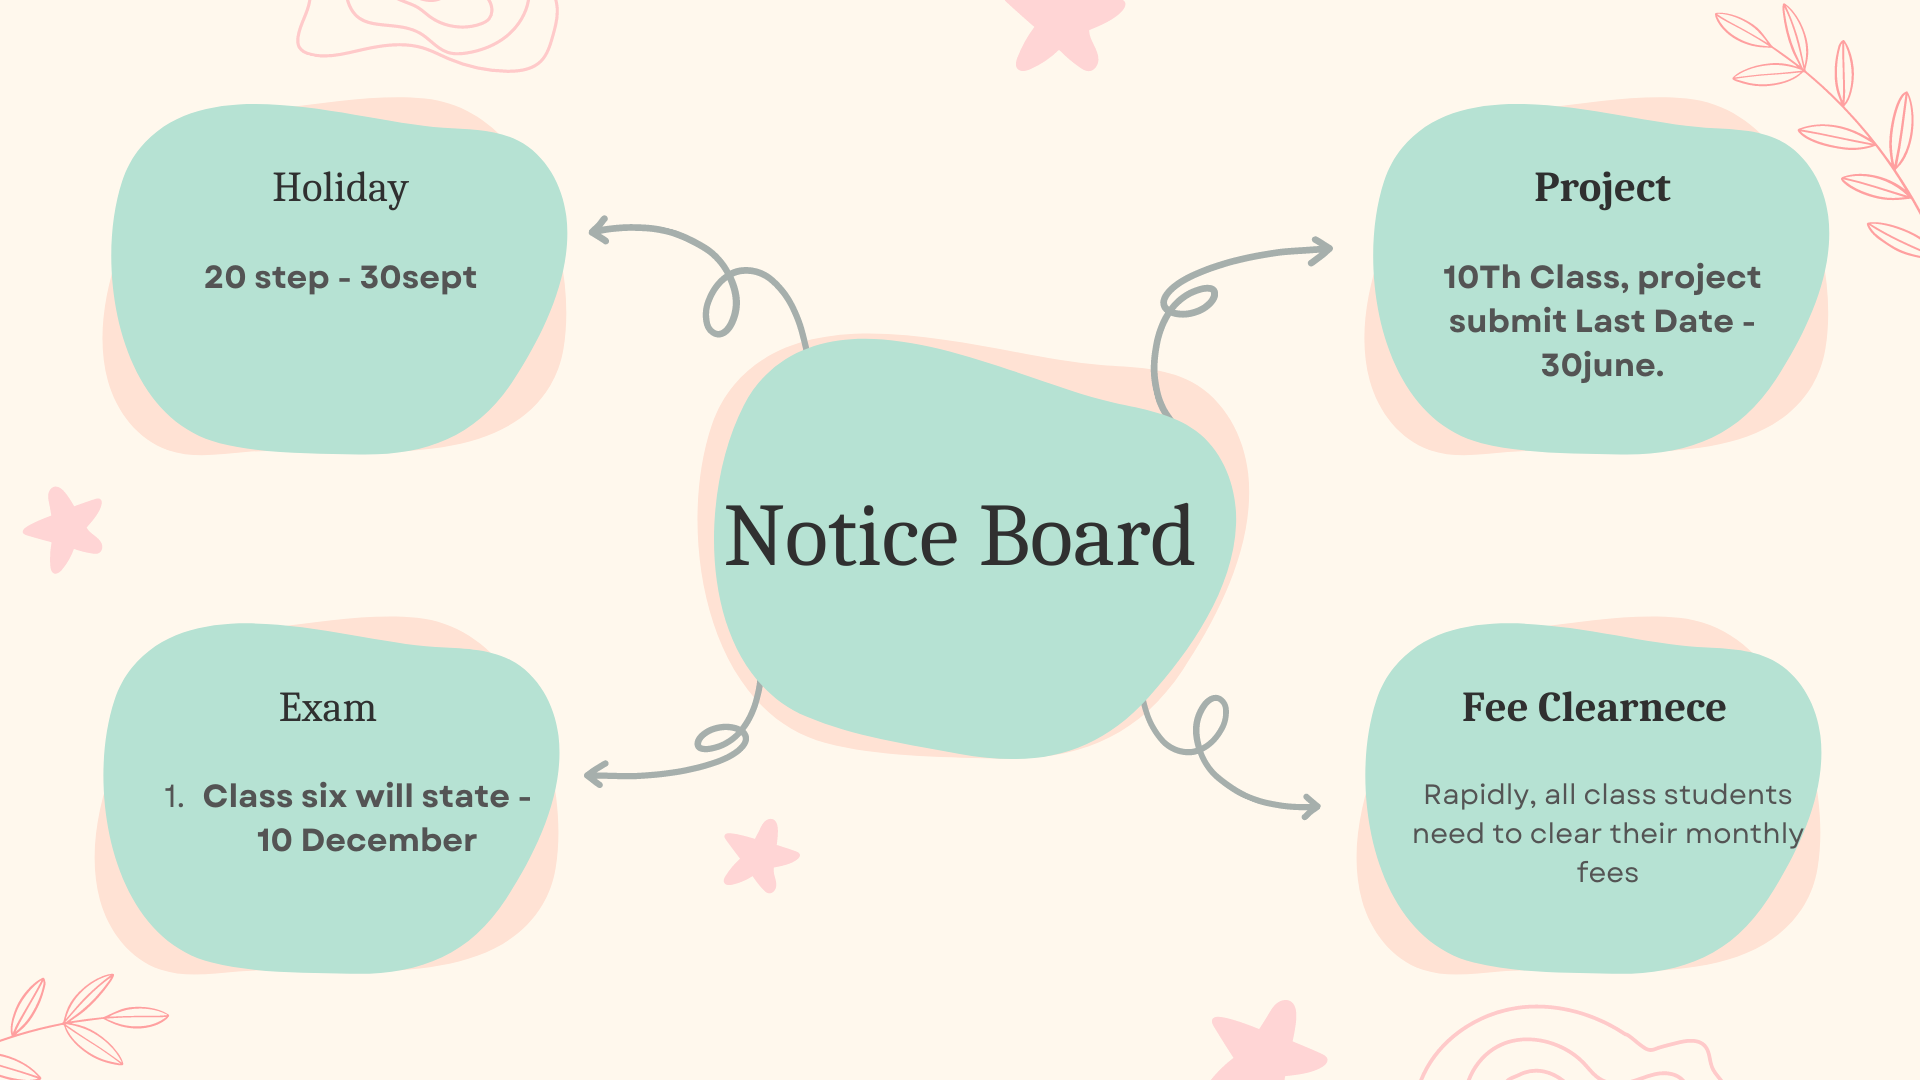 Holiday
20 step - 30sept
Project
10Th Class, project
submit Last Date -
30june.
Notice Board
Exam
1. Class six will state -
10 December
Fee Clearnece
Rapidly, all class students
need to clear their monthly
fees